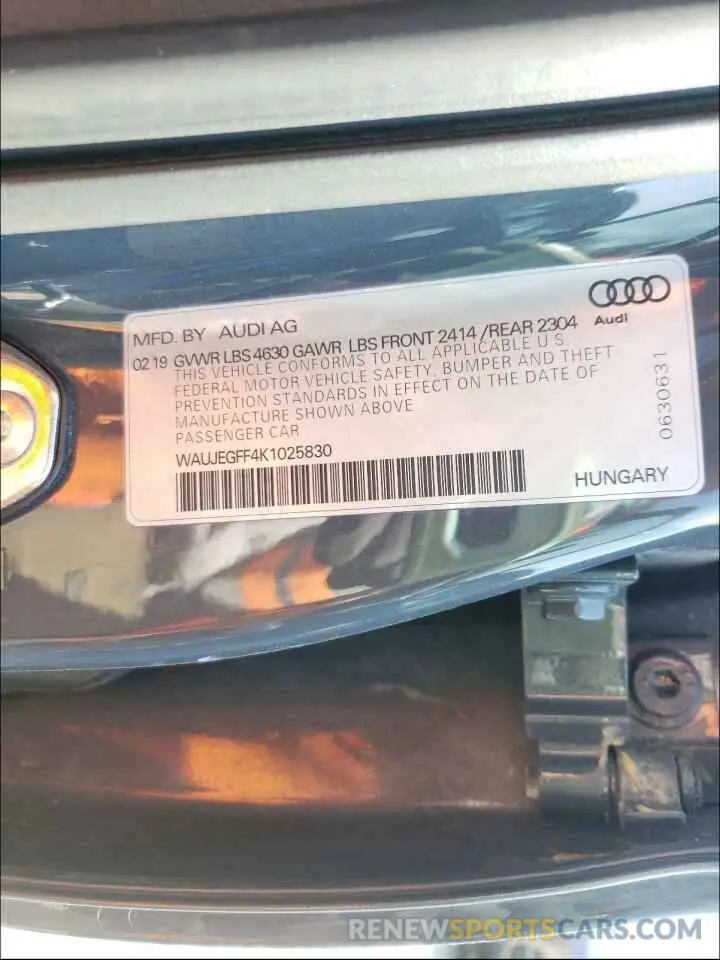 MFD. BY AUDI AG
Audi
02 19 GVWR LBS 4630 GAWR LBS FRONT 2414 /REAR 2304
THIS VEHICLE CONFORMS TO ALL APPLICABLE U S
FEDERAL MOTOR VEHICLE SAFETY, BUMPER AND THEFT
PREVENTION STANDARDS IN EFFECT ON THE DATE OF
MANUFACTURE SHOWN ABOVE
PASSENGER CAR
WAUJEGFF4K1025830
HUNGARY
0630631
RENEWSPORTSCARS.COM